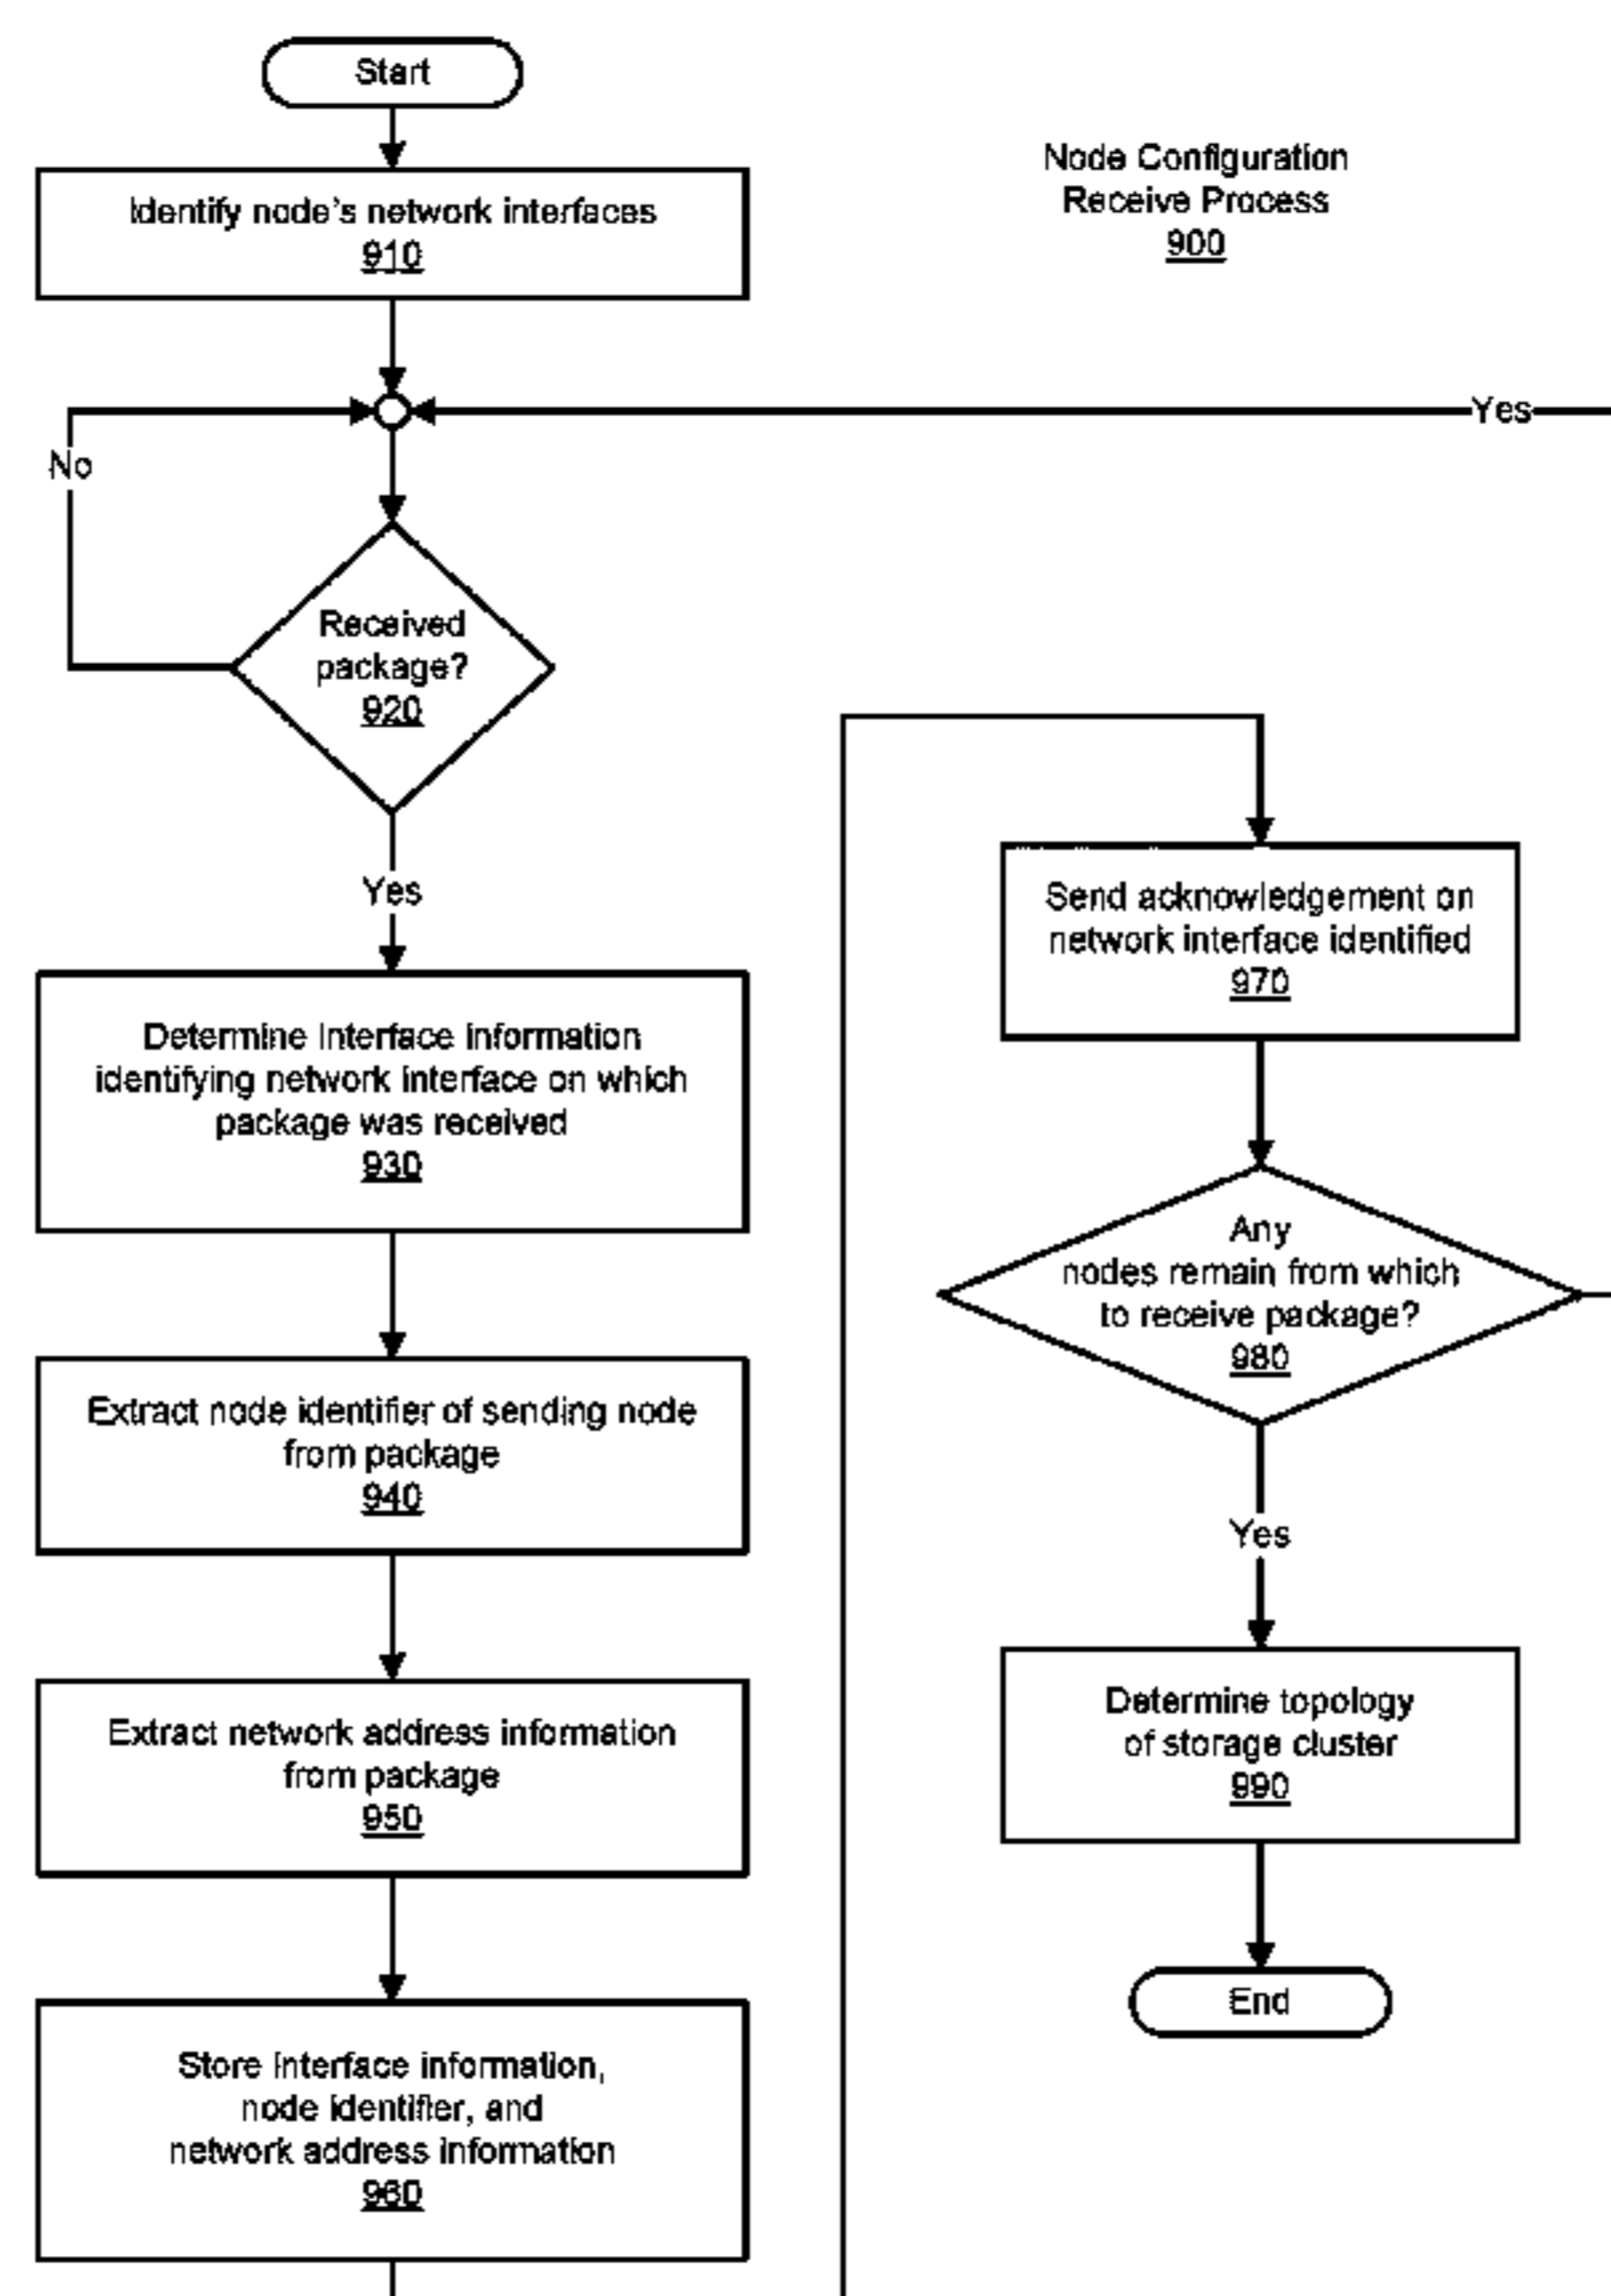 Start
Identify node's network interfaces
910
Node Configuration
Receive Process
900
Yes
No
Received
package?
920
Yes
Determine Interface Information
identifying network interface on which
package was received
930
Extract node identifier of sending node
from package
940
Extract network address information
from package
950
Store Interface information,
node identifier, and
network address information
960
Send acknowledgement on
network interface identified
970
Any
nodes remain from which
to receive package?
980
Yes
Determine topology
of storage cluster
990
End